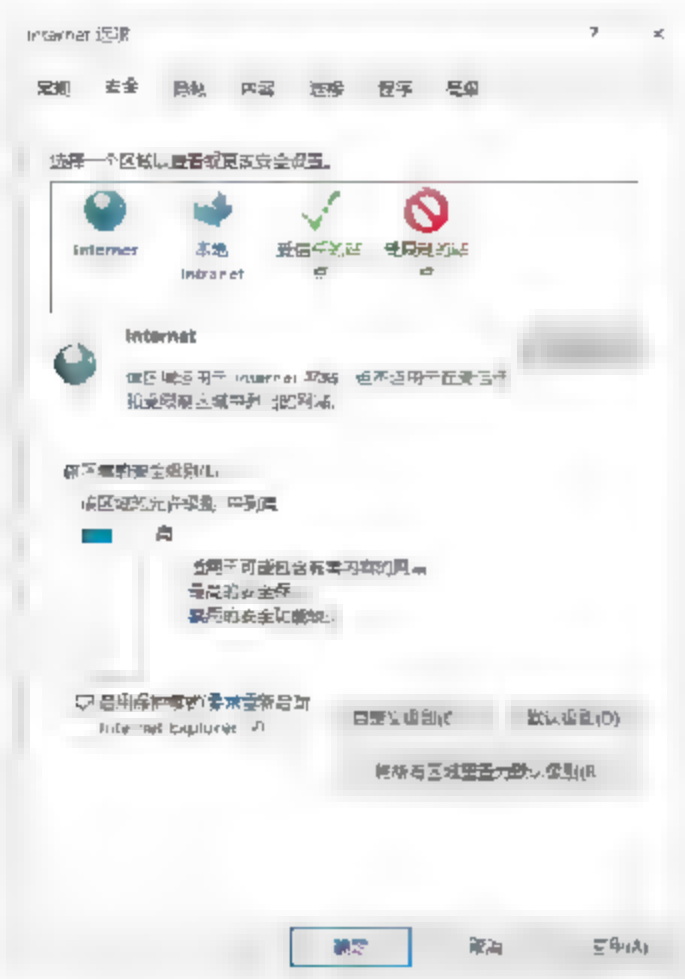 Internet 选项
常规 安全 隐私 内容 连接 程序 高级
选择一个区域以查看或更改安全设置。
Internet 本地 受信任的站 受限制的站
Intranet 点 点
Internet
该区域适用于 Internet 网站，但不适用于在受信任
和受限制区域中列出的网站。
该区域的安全级别(L)
该区域的允许级别: 中到高
高
适用于可能包含有害内容的网站
最高的安全保
最高的安全功能
启用保护模式(要求重新启动
Internet Explorer)(P)
自定义级别(C 默认级别(D)
将所有区域重置为默认级别(R
确定 取消 应用(A)